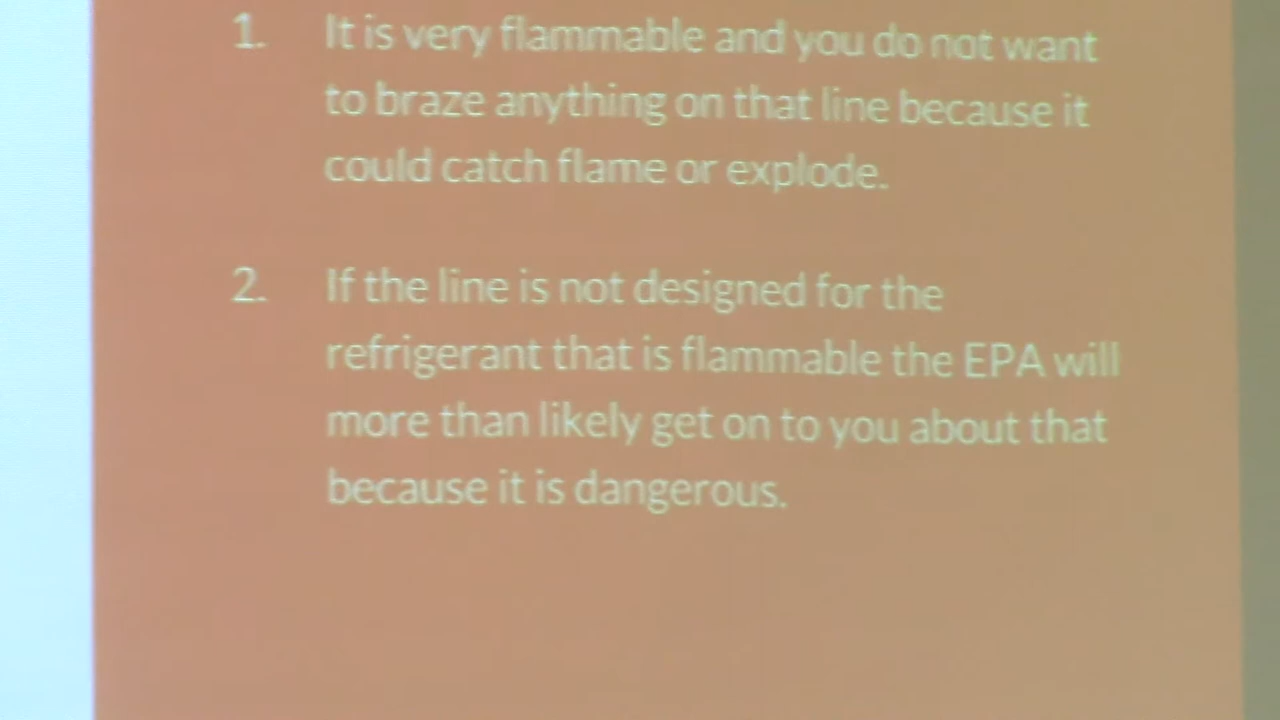 1. It is very flammable and you do not want
to braze anything on that line because it
could catch flame or explode.
2. If the line is not designed for the
refrigerant that is flammable the EPA will
more than likely get on to you about that
because it is dangerous.